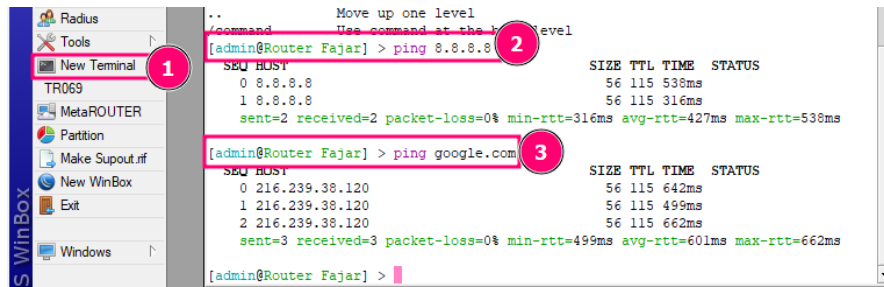 Radius
Tools
New Terminal
1
TR069
MetaROUTER
Partition
Make Supout.rif
New WinBox
Exit
Windows
S WinBox
.. Move up one level
/command Use command at the level
[admin@Router Fajar] > ping 8.8.8.8
2
SEQ HOST SIZE TTL TIME STATUS
0 8.8.8.8 56 115 538ms
1 8.8.8.8 56 115 316ms
sent=2 received=2 packet-loss=0% min-rtt=316ms avg-rtt=427ms max-rtt=538ms
[admin@Router Fajar] > ping google.com
3
SEQ HOST SIZE TTL TIME STATUS
0 216.239.38.120 56 115 642ms
1 216.239.38.120 56 115 499ms
2 216.239.38.120 56 115 662ms
sent=3 received=3 packet-loss=0% min-rtt=499ms avg-rtt=601ms max-rtt=662ms
[admin@Router Fajar] >